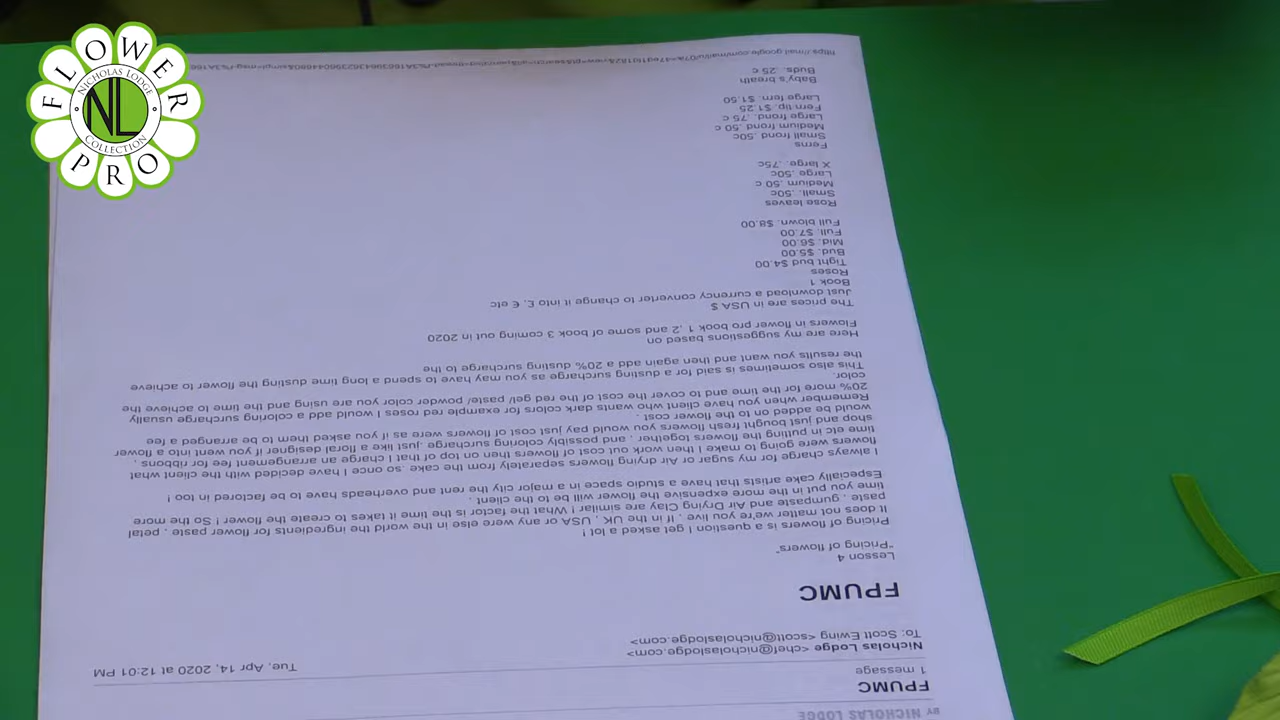 FLOWER
PRO
NICHOLAS LODGE
NL
COLLECTION
BY NICHOLAS LODGE
FPUMC
1 message
Nicholas Lodge <chef@nicholaslodge.com>
Tue, Apr 14, 2020 at 12:01 PM
To: Scott Ewing <scott@nicholaslodge.com>
FPUMC
Lesson 4
"Pricing of flowers"
Pricing of flowers is a question I get asked a lot !
It does not matter we're you live . If in the UK , USA or any were else in the world the ingredients for flower paste , petal
paste , gumpaste and Air Drying Clay are similar ! What the factor is the time it takes to create the flower ! So the more
time you put in the more expensive the flower will be to the client .
Especially cake artists that have a studio space in a major city the rent and overheads have to be factored in too !
I always charge for my sugar or Air drying flowers separately from the cake .so once I have decided with the client what
flowers were going to make I then work out cost of flowers then on top of that I charge an arrangement fee for ribbons ,
time etc in putting the flowers together , and possibly coloring surcharge .just like a floral designer if you went into a flower
shop and just bought fresh flowers you would pay just cost of flowers were as if you asked them to be arranged a fee
would be added on to the flower cost .
Remember when you have client who wants dark colors for example red roses I would add a coloring surcharge usually
20% more for the time and to cover the cost of the red gel/ paste/ powder color you are using and the time to achieve the
color.
This also sometimes is said for a dusting surcharge as you may have to spend a long time dusting the flower to achieve
the results you want and then again add a 20% dusting surcharge to the
Here are my suggestions based on
Flowers in flower pro book 1 ,2 and some of book 3 coming out in 2020
The prices are in USA $
Just download a currency converter to change it into £, € etc
Book 1
Roses
Tight bud $4.00
Bud. $5.00
Mid. $6.00
Full. $7.00
Full blown. $8.00
Rose leaves
Small. .50c
Medium .50 c
Large .50c
X large .75c
Ferns
Small frond .50c
Medium frond .50 c
Large frond. .75 c
Fern tip. $1.25
Large fern. $1.50
Baby's breath
Buds. .25 c